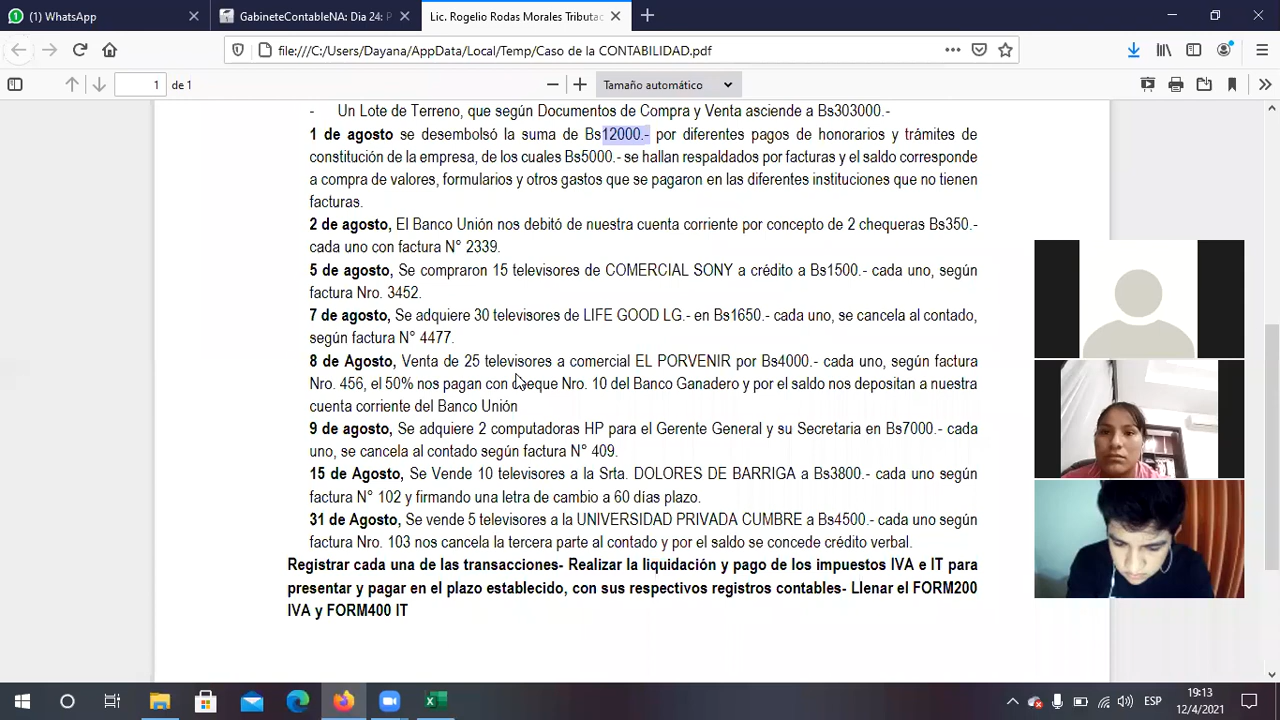 (1) WhatsApp
GabineteContableNA: Dia 24: P
Lic. Rogelio Rodas Morales Tributac
file:///C:/Users/Dayana/AppData/Local/Temp/Caso de la CONTABILIDAD.pdf
1
de 1
Tamaño automático
- Un Lote de Terreno, que según Documentos de Compra y Venta asciende a Bs303000.-
1 de agosto se desembolsó la suma de Bs12000.- por diferentes pagos de honorarios y trámites de
constitución de la empresa, de los cuales Bs5000.- se hallan respaldados por facturas y el saldo corresponde
a compra de valores, formularios y otros gastos que se pagaron en las diferentes instituciones que no tienen
facturas.
2 de agosto, El Banco Unión nos debitó de nuestra cuenta corriente por concepto de 2 chequeras Bs350.-
cada uno con factura N° 2339.
5 de agosto, Se compraron 15 televisores de COMERCIAL SONY a crédito a Bs1500.- cada uno, según
factura Nro. 3452.
7 de agosto, Se adquiere 30 televisores de LIFE GOOD LG.- en Bs1650.- cada uno, se cancela al contado,
según factura N° 4477.
8 de Agosto, Venta de 25 televisores a comercial EL PORVENIR por Bs4000.- cada uno, según factura
Nro. 456, el 50% nos pagan con cheque Nro. 10 del Banco Ganadero y por el saldo nos depositan a nuestra
cuenta corriente del Banco Unión
9 de agosto, Se adquiere 2 computadoras HP para el Gerente General y su Secretaria en Bs7000.- cada
uno, se cancela al contado según factura N° 409.
15 de Agosto, Se Vende 10 televisores a la Srta. DOLORES DE BARRIGA a Bs3800.- cada uno según
factura N° 102 y firmando una letra de cambio a 60 días plazo.
31 de Agosto, Se vende 5 televisores a la UNIVERSIDAD PRIVADA CUMBRE a Bs4500.- cada uno según
factura Nro. 103 nos cancela la tercera parte al contado y por el saldo se concede crédito verbal.
Registrar cada una de las transacciones- Realizar la liquidación y pago de los impuestos IVA e IT para
presentar y pagar en el plazo establecido, con sus respectivos registros contables- Llenar el FORM200
IVA y FORM400 IT
ESP
19:13
12/4/2021